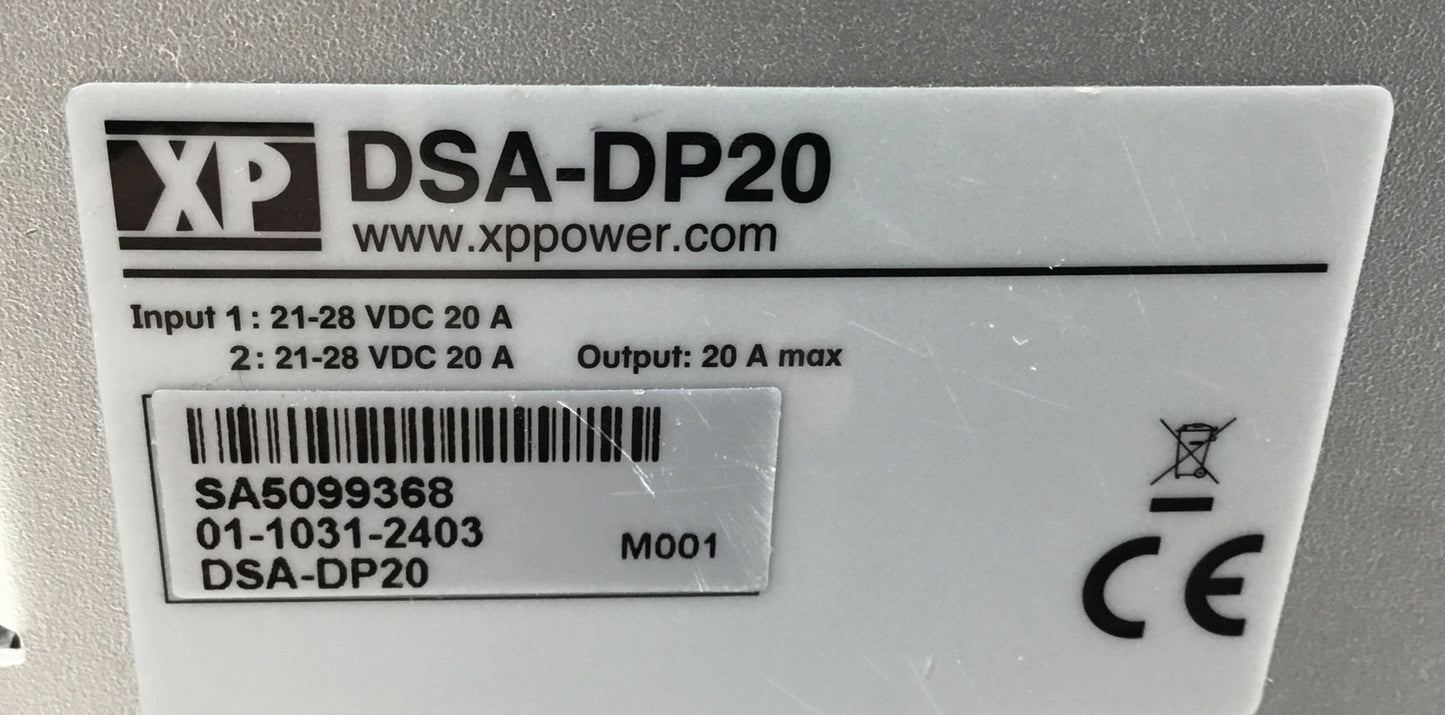 XP DSA-DP20
www.xppower.com
Input 1: 21-28 VDC 20 A
2: 21-28 VDC 20 A Output: 20 A max
SA5099368
01-1031-2403 M001
DSA-DP20
CE